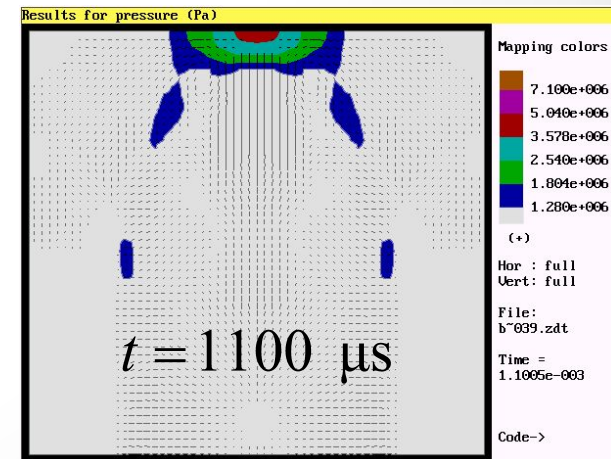 Results for pressure (Pa)
Mapping colors
7.100e+006
5.040e+006
3.578e+006
2.540e+006
1.804e+006
1.280e+006
(+)
Hor : full
Vert: full
File:
b~039.zdt
Time =
1.1005e-003
Code->
t = 1100 μs